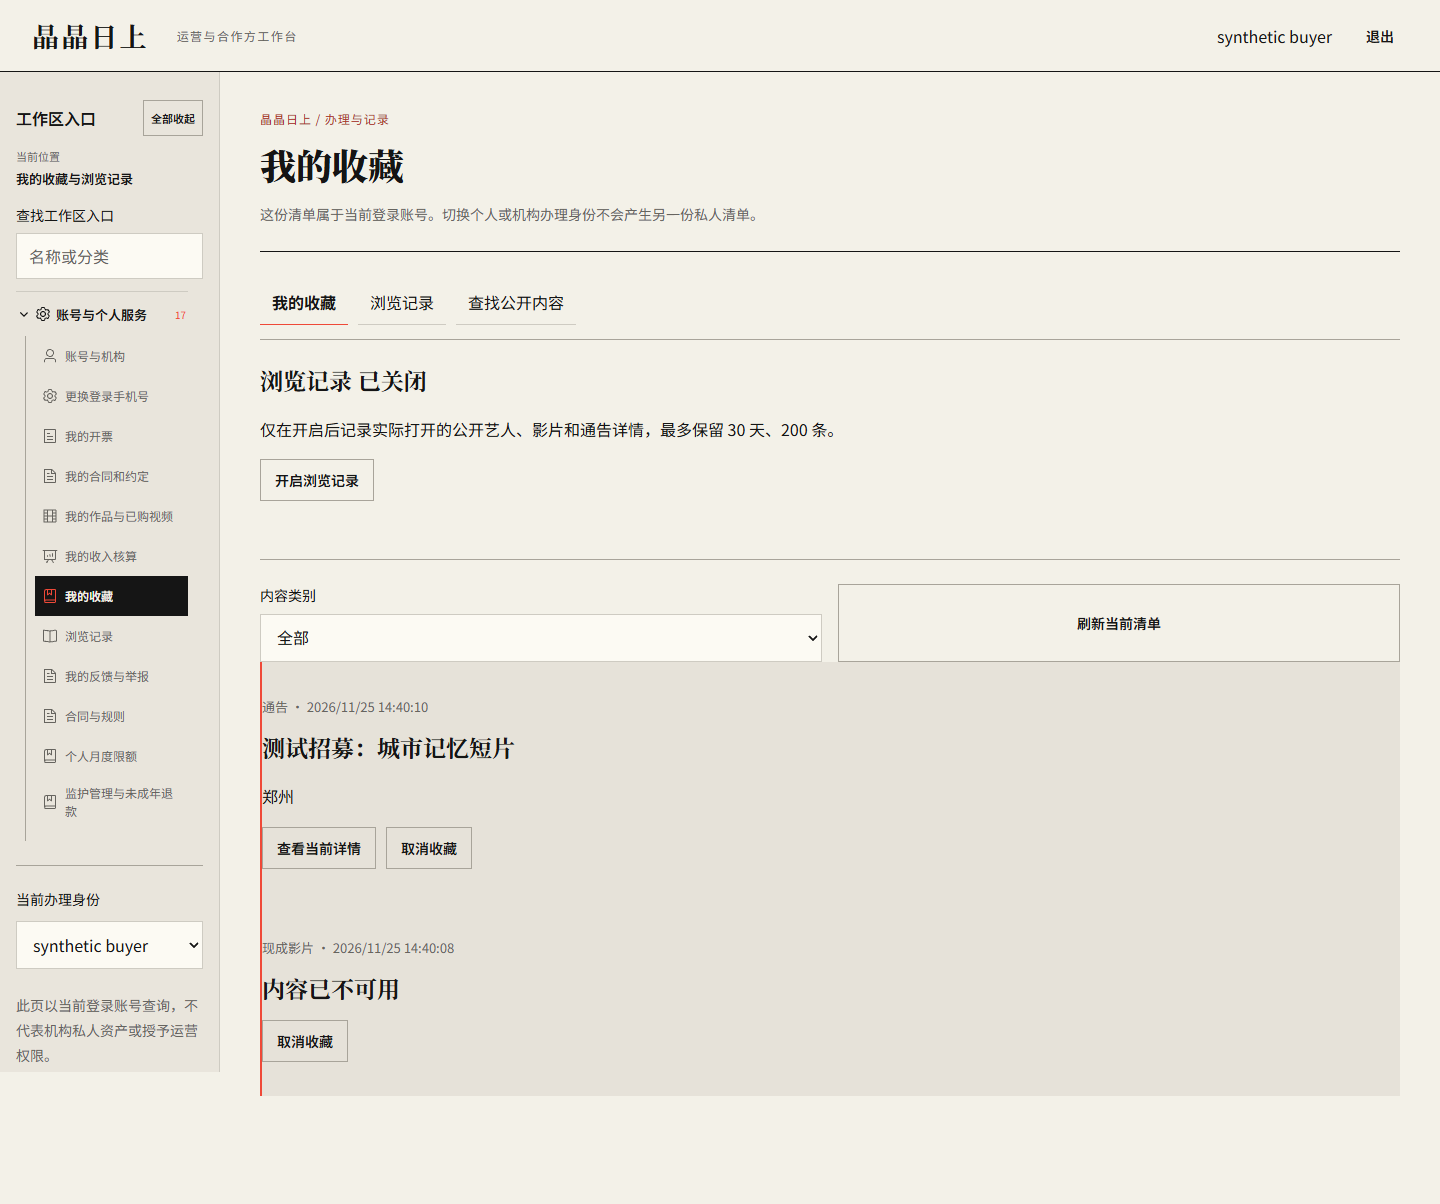 晶晶日上
运营与合作方工作台
synthetic buyer
退出
工作区入口
全部收起
当前位置
我的收藏与浏览记录
查找工作区入口
名称或分类
账号与个人服务
17
账号与机构
更换登录手机号
我的开票
我的合同和约定
我的作品与已购视频
我的收入核算
我的收藏
浏览记录
我的反馈与举报
合同与规则
个人月度限额
监护管理与未成年退
款
当前办理身份
synthetic buyer
此页以当前登录账号查询，不
代表机构私人资产或授予运营
权限。
晶晶日上 / 办理与记录
我的收藏
这份清单属于当前登录账号。切换个人或机构办理身份不会产生另一份私人清单。
我的收藏
浏览记录
查找公开内容
浏览记录 已关闭
仅在开启后记录实际打开的公开艺人、影片和通告详情，最多保留 30 天、200 条。
开启浏览记录
内容类别
全部
刷新当前清单
通告 · 2026/11/25 14:40:10
测试招募：城市记忆短片
郑州
查看当前详情
取消收藏
现成影片 · 2026/11/25 14:40:08
内容已不可用
取消收藏